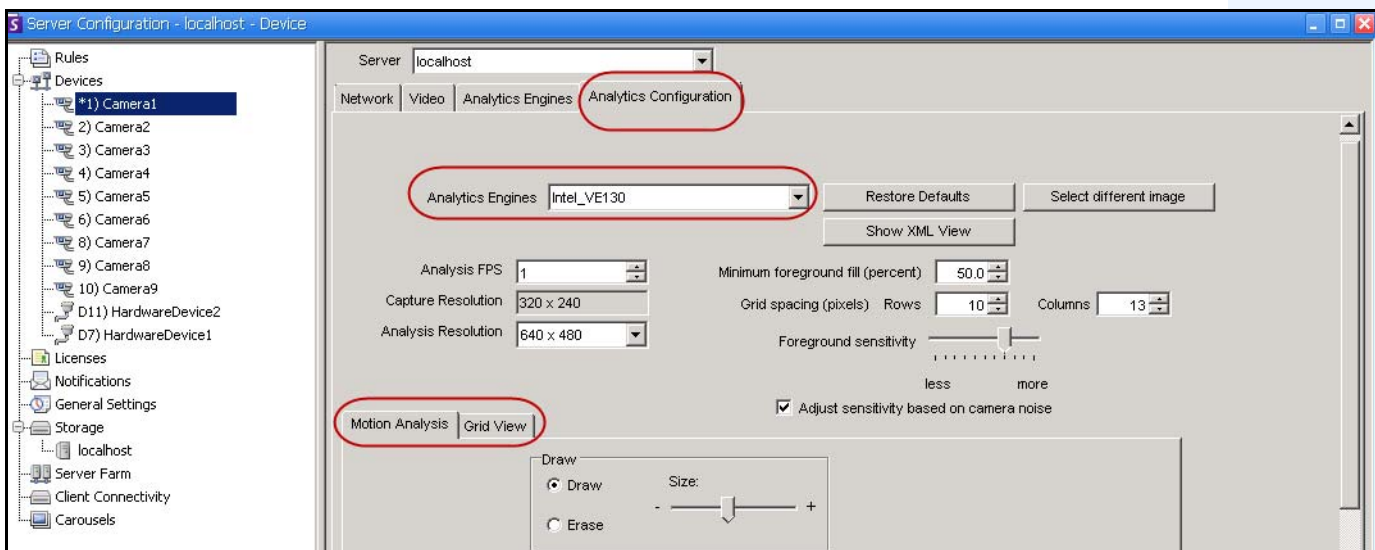 S Server Configuration - localhost - Device
Rules
Devices
*1) Camera1
2) Camera2
3) Camera3
4) Camera4
5) Camera5
6) Camera6
8) Camera7
9) Camera8
10) Camera9
D11) HardwareDevice2
D7) HardwareDevice1
Licenses
Notifications
General Settings
Storage
localhost
Server Farm
Client Connectivity
Carousels
Server localhost
Network Video Analytics Engines Analytics Configuration
Analytics Engines Intel_VE130 Restore Defaults Select different image
Show XML View
Analysis FPS 1 Minimum foreground fill (percent) 50.0
Capture Resolution 320 x 240 Grid spacing (pixels) Rows 10 Columns 13
Analysis Resolution 640 x 480 Foreground sensitivity
less more
Adjust sensitivity based on camera noise
Motion Analysis Grid View
Draw
Draw Size:
- +
Erase